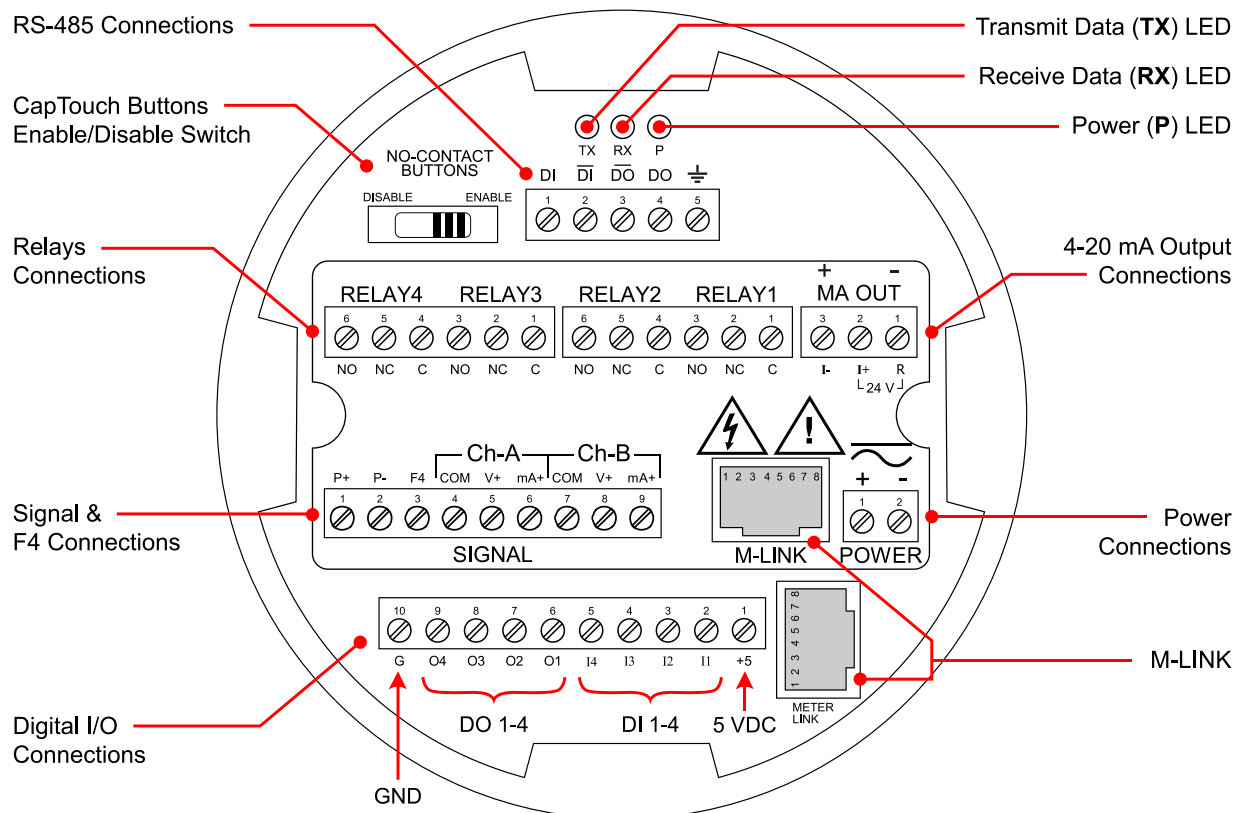 RS-485 Connections
Transmit Data (TX) LED
Receive Data (RX) LED
Power (P) LED
CapTouch Buttons
Enable/Disable Switch
TX RX P
NO-CONTACT
BUTTONS
DISABLE ENABLE
DI D̅I̅ D̅O̅ DO
1 2 3 4 5
Relays
Connections
4-20 mA Output
Connections
+ -
RELAY4 RELAY3 RELAY2 RELAY1 MA OUT
6 5 4 3 2 1 6 5 4 3 2 1 3 2 1
NO NC C NO NC C NO NC C NO NC C I- I+ R
24 V
Ch-A Ch-B
P+ P- F4 COM V+ mA+ COM V+ mA+
1 2 3 4 5 6 7 8 9
SIGNAL
1 2 3 4 5 6 7 8
M-LINK
!
+ -
1 2
POWER
Signal &
F4 Connections
Power
Connections
10 9 8 7 6 5 4 3 2 1
G O4 O3 O2 O1 I4 I3 I2 I1 +5
DO 1-4 DI 1-4 5 VDC
GND
1 2 3 4 5 6 7 8
METER
LINK
M-LINK
Digital I/O
Connections